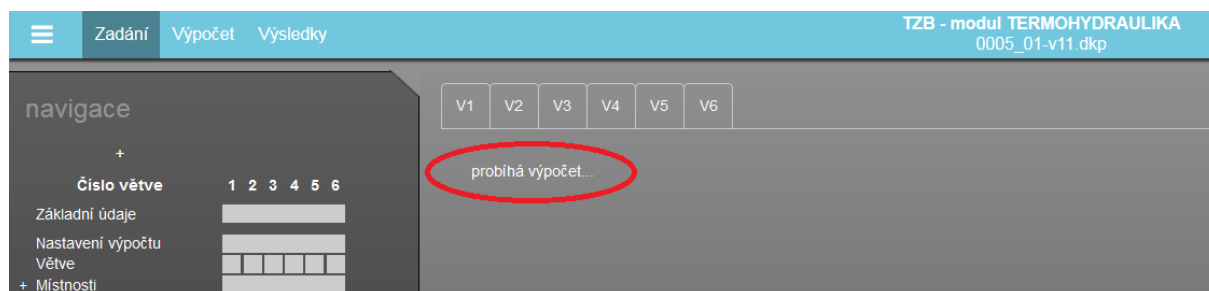 Zadání Výpočet Výsledky
TZB - modul TERMOHYDRAULIKA
0005_01-v11.dkp
navigace
+
Číslo větve 1 2 3 4 5 6
Základní údaje
Nastavení výpočtu
Větve
+ Místnosti
V1 V2 V3 V4 V5 V6
probíhá výpočet...